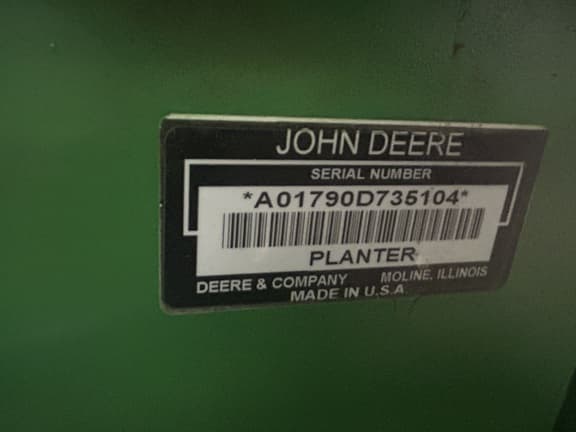 JOHN DEERE
SERIAL NUMBER
*A01790D735104*
PLANTER
DEERE & COMPANY MOLINE, ILLINOIS
MADE IN U.S.A.